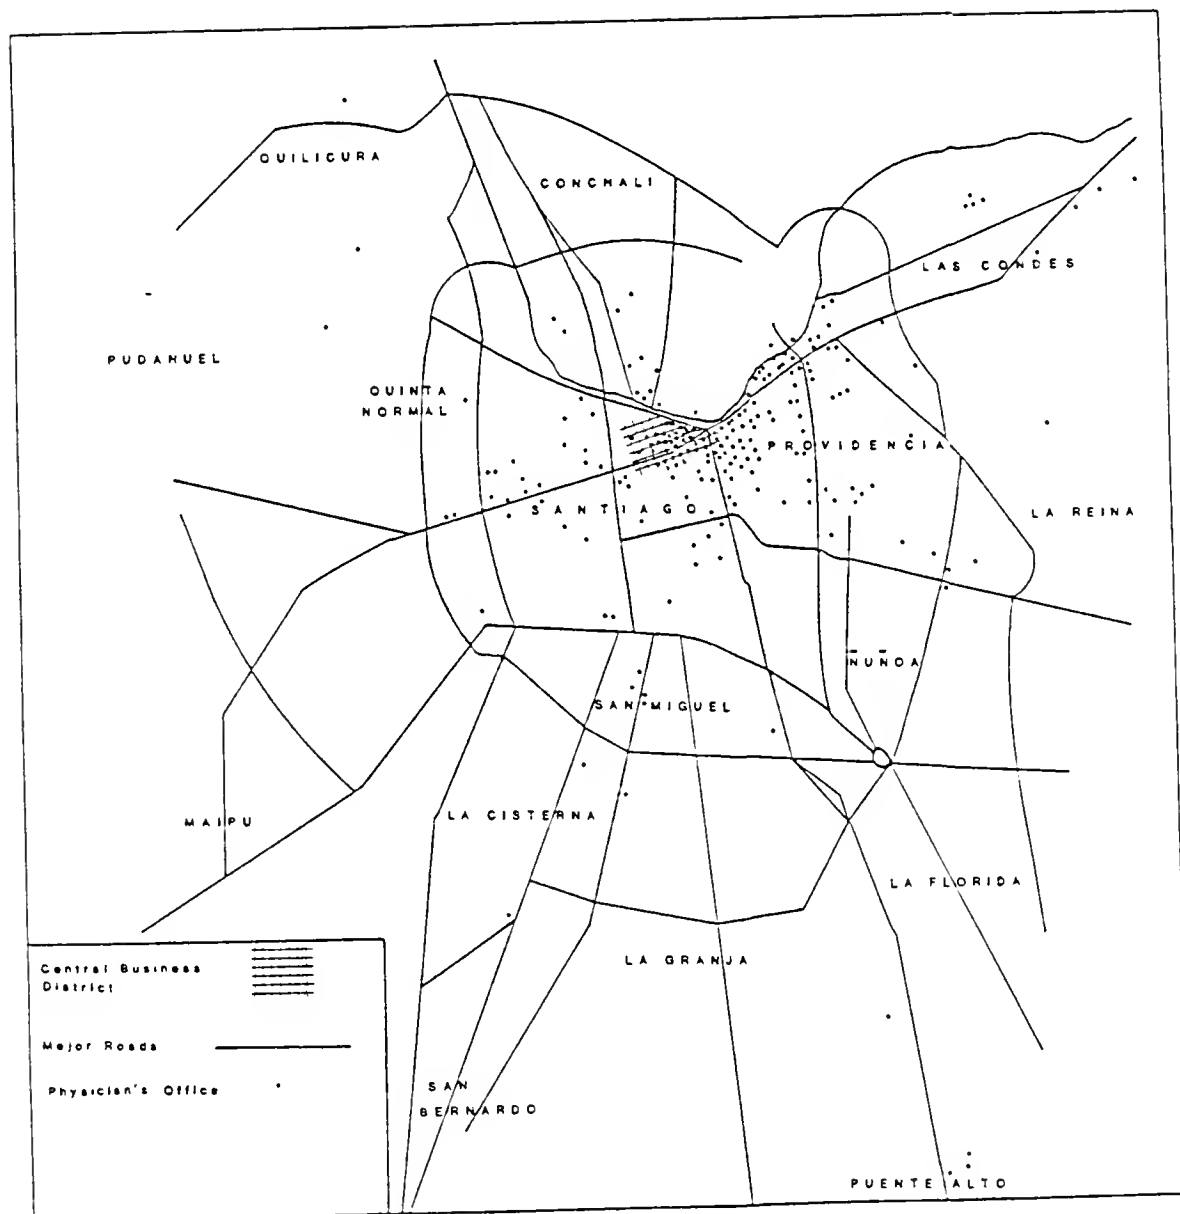 QUILICURA
CONCHALI
LAS CONDES
PUDAHUEL
QUINTA
NORMAL
PROVIDENCIA
SANTIAGO
LA REINA
ÑUÑOA
SAN MIGUEL
MAIPU
LA CISTERNA
LA FLORIDA
LA GRANJA
Central Business
District
Major Roads
Physician's Office
SAN
BERNARDO
PUENTE ALTO